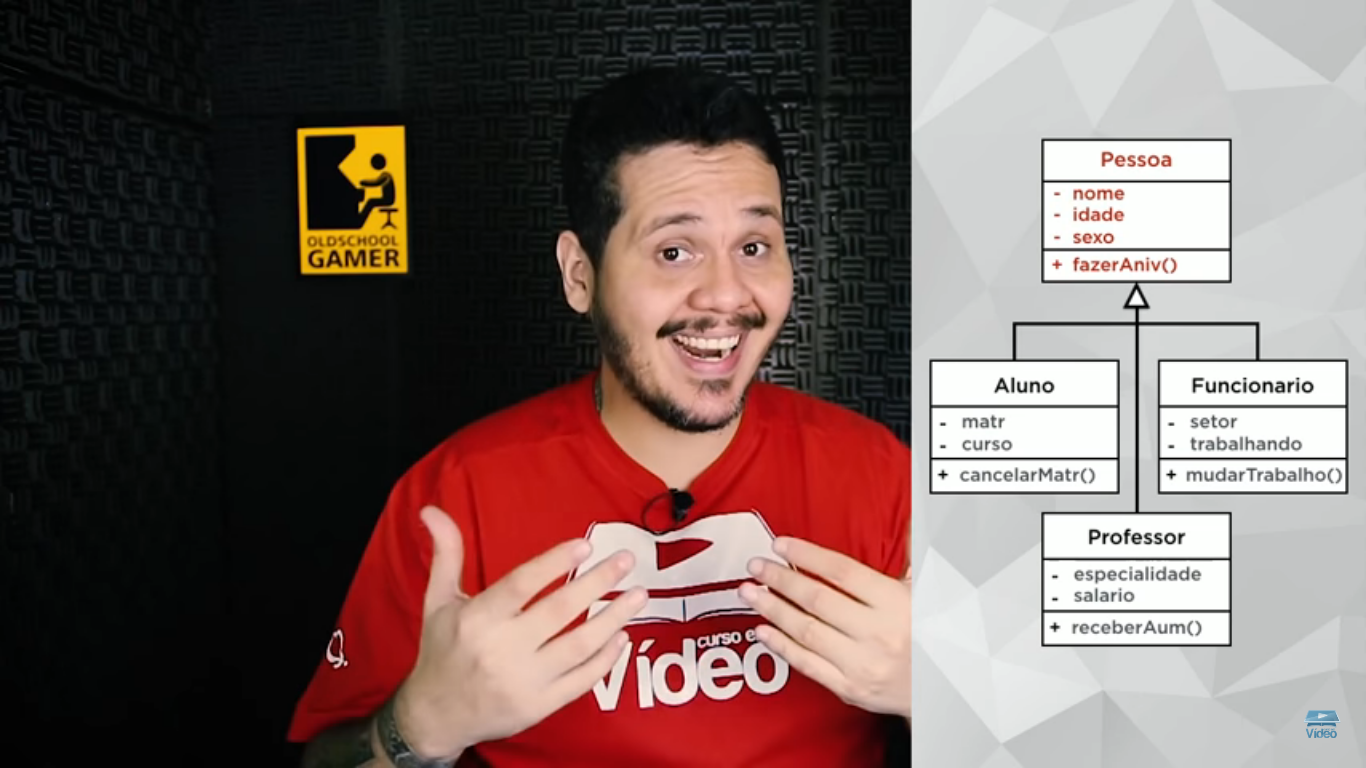 OLDSCHOOL
GAMER
curso e
Vídeo
Pessoa
- nome
- idade
- sexo
+ fazerAniv()
Aluno
- matr
- curso
+ cancelarMatr()
Funcionario
- setor
- trabalhando
+ mudarTrabalho()
Professor
- especialidade
- salario
+ receberAum()
Vídeo